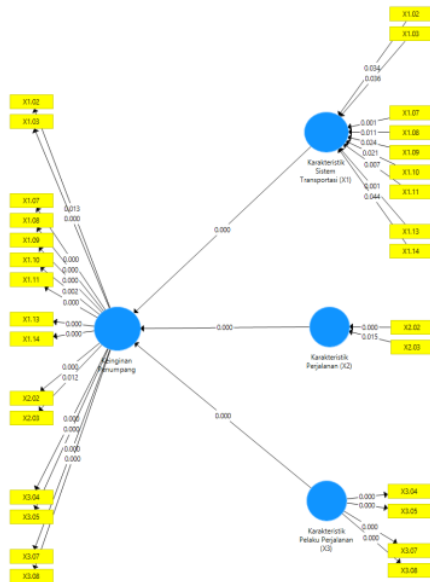 X1.02
X1.03
0.034
0.038
X1.07
X1.08
X1.09
X1.10
X1.11
X1.13
X1.14
0.001
0.011
0.024
0.021
0.007
0.001
0.044
Karakteristik
Sistem
Transportasi (X1)
0.000
X1.02
X1.03
0.013
0.000
X1.07
X1.08
X1.09
X1.10
X1.11
X1.13
X1.14
0.000
0.000
0.000
0.002
0.000
0.000
0.000
Keinginan
Penumpang
0.000
X2.02
X2.03
0.000
0.015
Karakteristik
Perjalanan (X2)
X2.02
X2.03
0.000
0.012
0.000
X3.04
X3.05
X3.07
X3.08
0.000
0.000
0.000
0.000
X3.04
X3.05
X3.07
X3.08
0.000
0.000
0.000
0.000
Karakteristik
Pelaku Perjalanan
(X3)